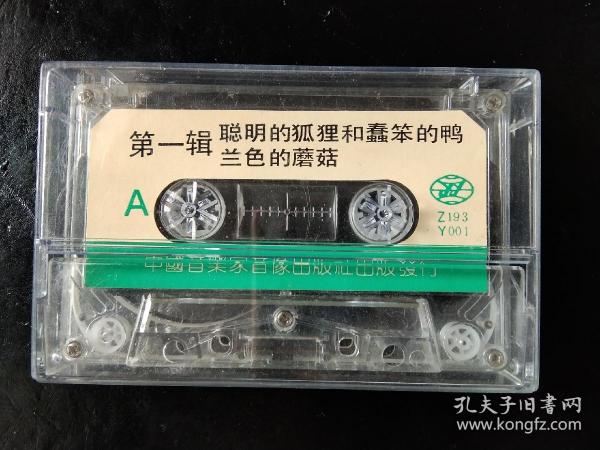 第一辑
聪明的狐狸和蠢笨的鸭
兰色的蘑菇
A
Z193
Y001
中國音樂家音像出版社出版發行
孔夫子旧書网
www.kongfz.com